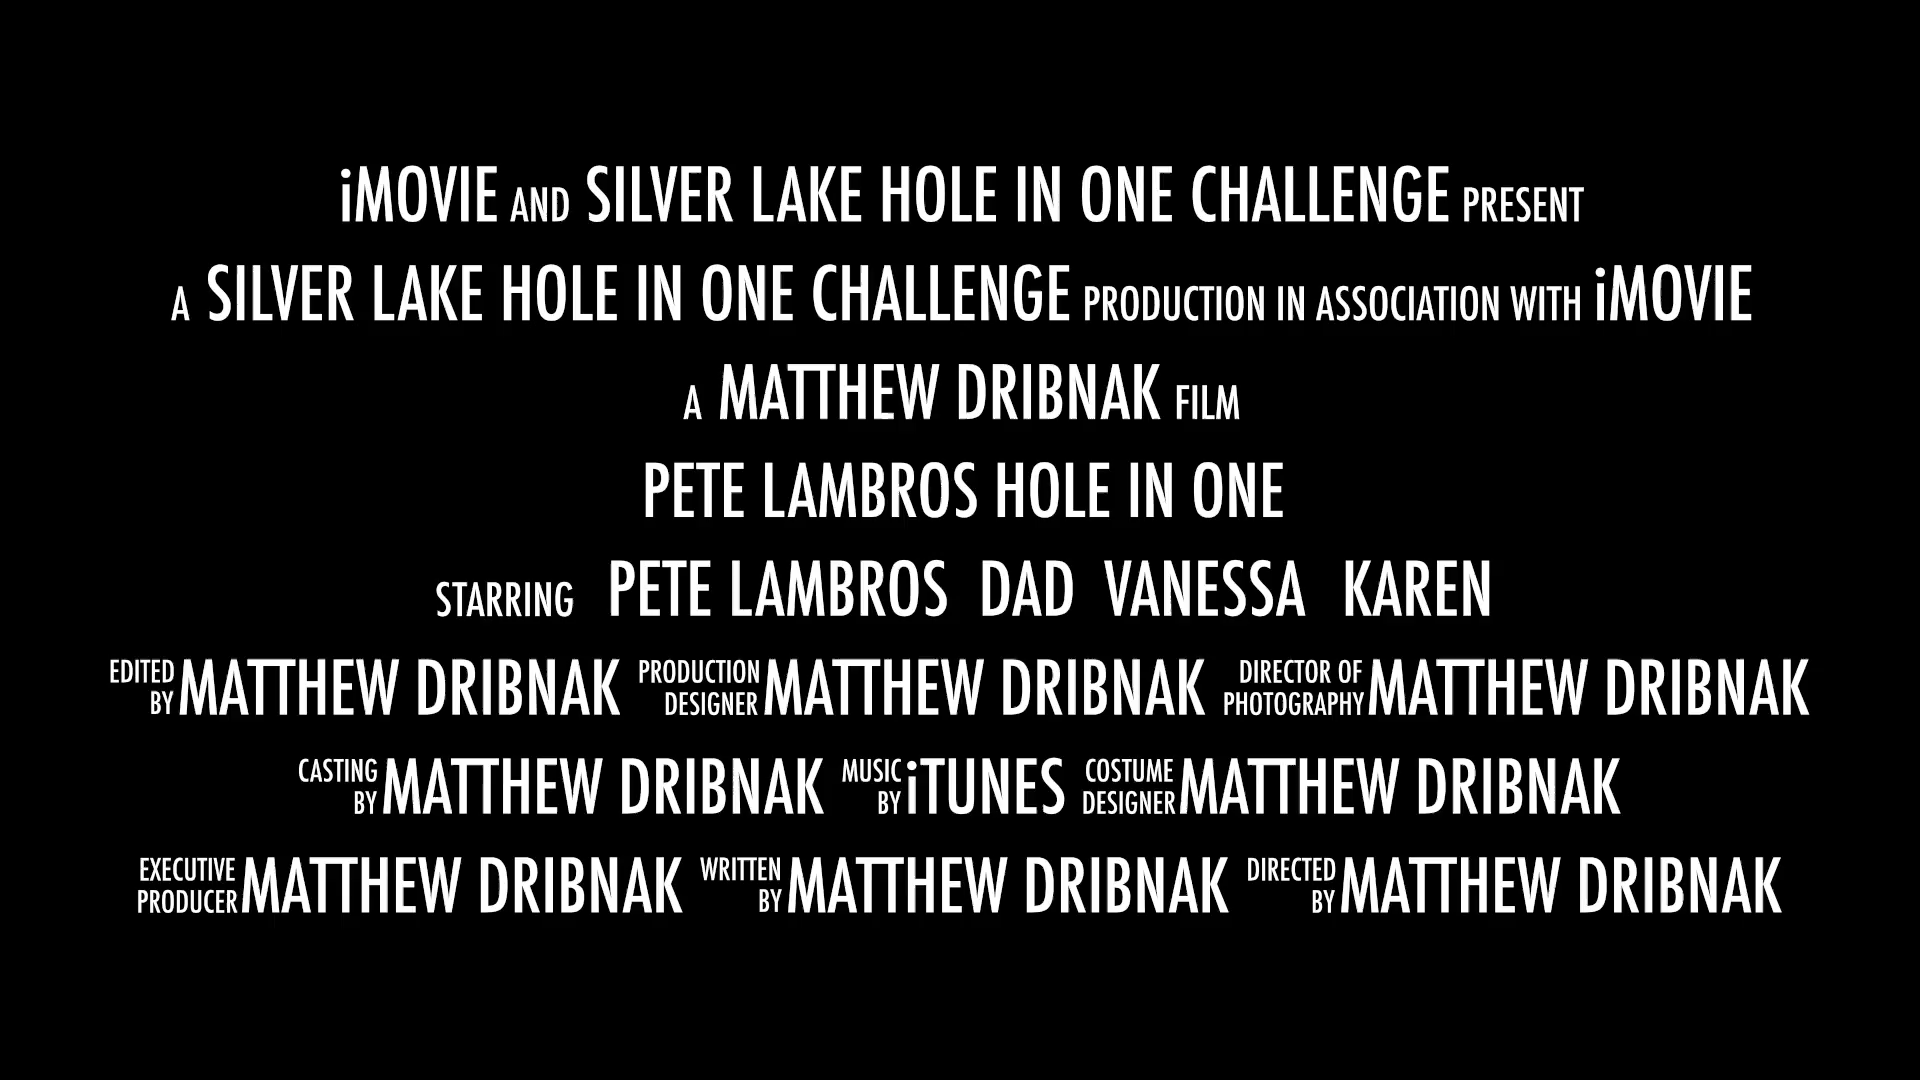 iMOVIE AND SILVER LAKE HOLE IN ONE CHALLENGE PRESENT
A SILVER LAKE HOLE IN ONE CHALLENGE PRODUCTION IN ASSOCIATION WITH iMOVIE
A MATTHEW DRIBNAK FILM
PETE LAMBROS HOLE IN ONE
STARRING PETE LAMBROS DAD VANESSA KAREN
EDITED BY MATTHEW DRIBNAK PRODUCTION DESIGNER MATTHEW DRIBNAK DIRECTOR OF PHOTOGRAPHY MATTHEW DRIBNAK
CASTING BY MATTHEW DRIBNAK MUSIC BY iTUNES COSTUME DESIGNER MATTHEW DRIBNAK
EXECUTIVE PRODUCER MATTHEW DRIBNAK WRITTEN BY MATTHEW DRIBNAK DIRECTED BY MATTHEW DRIBNAK